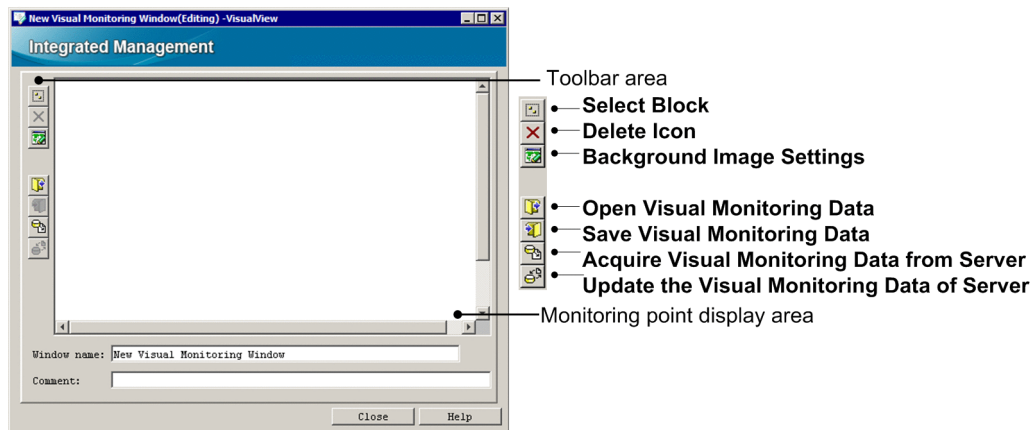 New Visual Monitoring Window(Editing) -VisualView
Integrated Management
Toolbar area
Select Block
Delete Icon
Background Image Settings
Open Visual Monitoring Data
Save Visual Monitoring Data
Acquire Visual Monitoring Data from Server
Update the Visual Monitoring Data of Server
Monitoring point display area
Window name: New Visual Monitoring Window
Comment:
Close Help